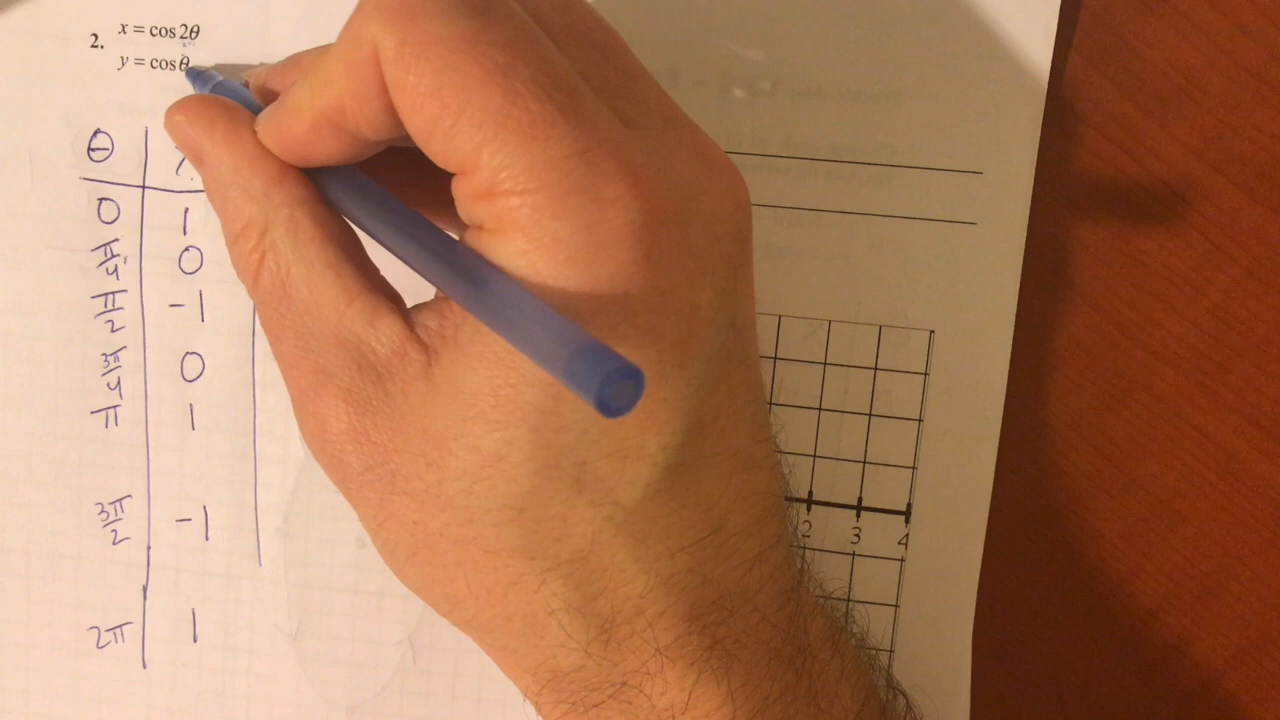 2. x = cos 2θ
y = cos θ
θ x
0 1
π/4 0
π/2 -1
3π/4 0
π 1
3π/2 -1
2π 1
2 3 4